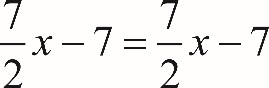 7/2 x − 7 = 7/2 x − 7